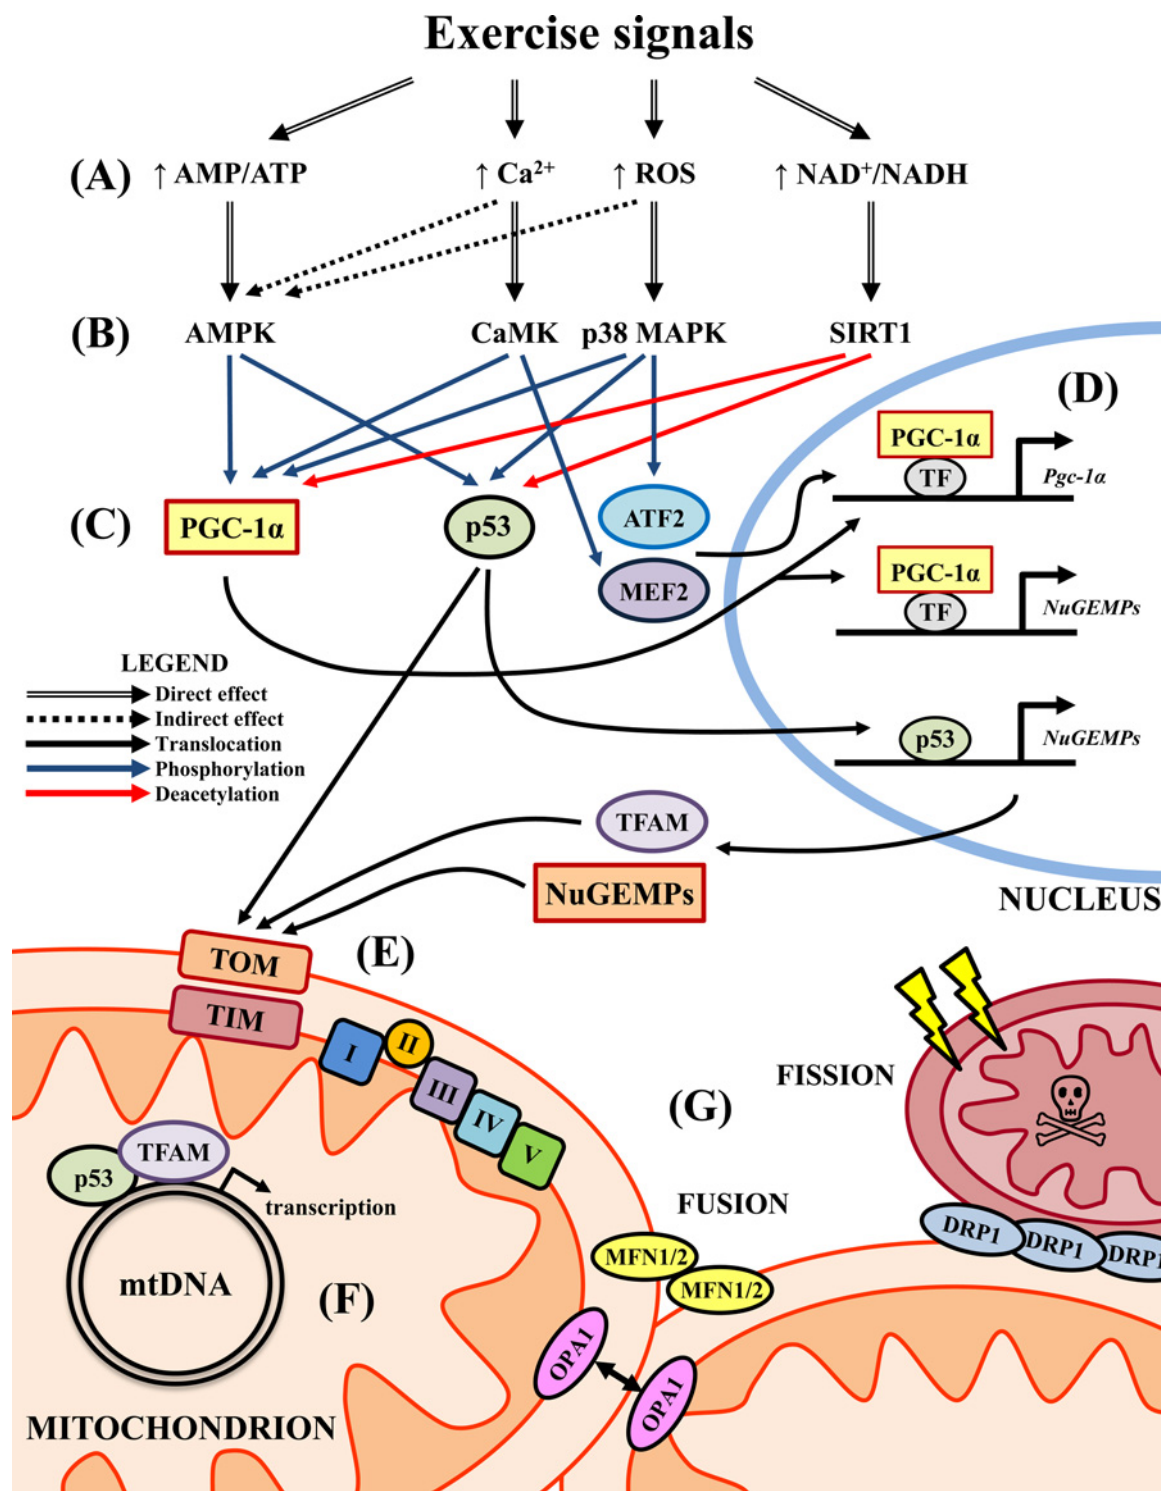 Exercise signals
(A) ↑ AMP/ATP ↑ Ca²⁺ ↑ ROS ↑ NAD⁺/NADH
(B) AMPK CaMK p38 MAPK SIRT1
(D)
PGC-1α
TF
Pgc-1α
(C) PGC-1α p53 ATF2
MEF2
PGC-1α
TF
NuGEMPs
LEGEND
Direct effect
Indirect effect
Translocation
Phosphorylation
Deacetylation
p53
NuGEMPs
TFAM
NuGEMPs
NUCLEUS
(E)
TOM
TIM
I
II
III
IV
V
FISSION
(G)
FUSION
DRP1
DRP1
DRP1
MFN1/2
MFN1/2
OPA1
OPA1
p53
TFAM
transcription
mtDNA
(F)
MITOCHONDRION